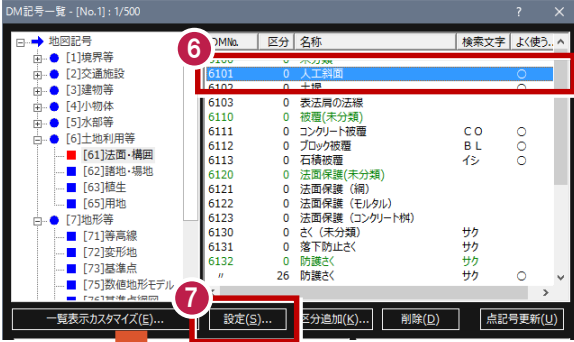 DM記号一覧 - [No.1] : 1/500
? ×
地図記号
[1]境界等
[2]交通施設
[3]建物等
[4]小物体
[5]水部等
[6]土地利用等
[61]法面・構囲
[62]諸地・場地
[63]植生
[65]用地
[7]地形等
[71]等高線
[72]変形地
[73]基準点
[75]数値地形モデル
6
DMNo. 区分 名称 検索文字 よく使う..
6101 0 人工斜面 ○
6102 0 土堤 ○
6103 0 表法肩の法線
6110 0 被覆(未分類)
6111 0 コンクリート被覆 CO ○
6112 0 ブロック被覆 BL ○
6113 0 石積被覆 イシ ○
6120 0 法面保護(未分類)
6121 0 法面保護 (網)
6122 0 法面保護 (モルタル)
6123 0 法面保護 (コンクリート桝)
6130 0 さく (未分類) サク
6131 0 落下防止さく サク
6132 0 防護さく サク
〃 26 防護さく サク ○
7
一覧表示カスタマイズ(E)...
設定(S)...
区分追加(K)...
削除(D)
点記号更新(U)